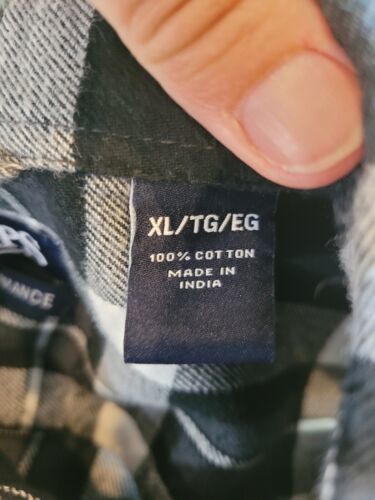 XL/TG/EG
100% COTTON
MADE IN
INDIA